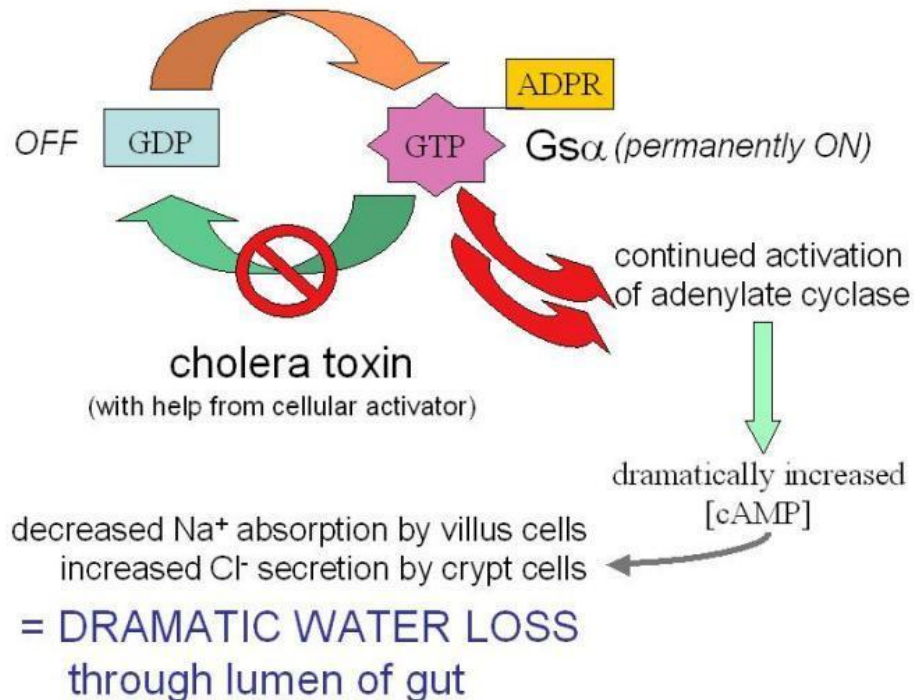 ADPR
OFF GDP GTP Gsα (permanently ON)
continued activation
of adenylate cyclase
cholera toxin
(with help from cellular activator)
dramatically increased
[cAMP]
decreased Na⁺ absorption by villus cells
increased Cl⁻ secretion by crypt cells
= DRAMATIC WATER LOSS
through lumen of gut